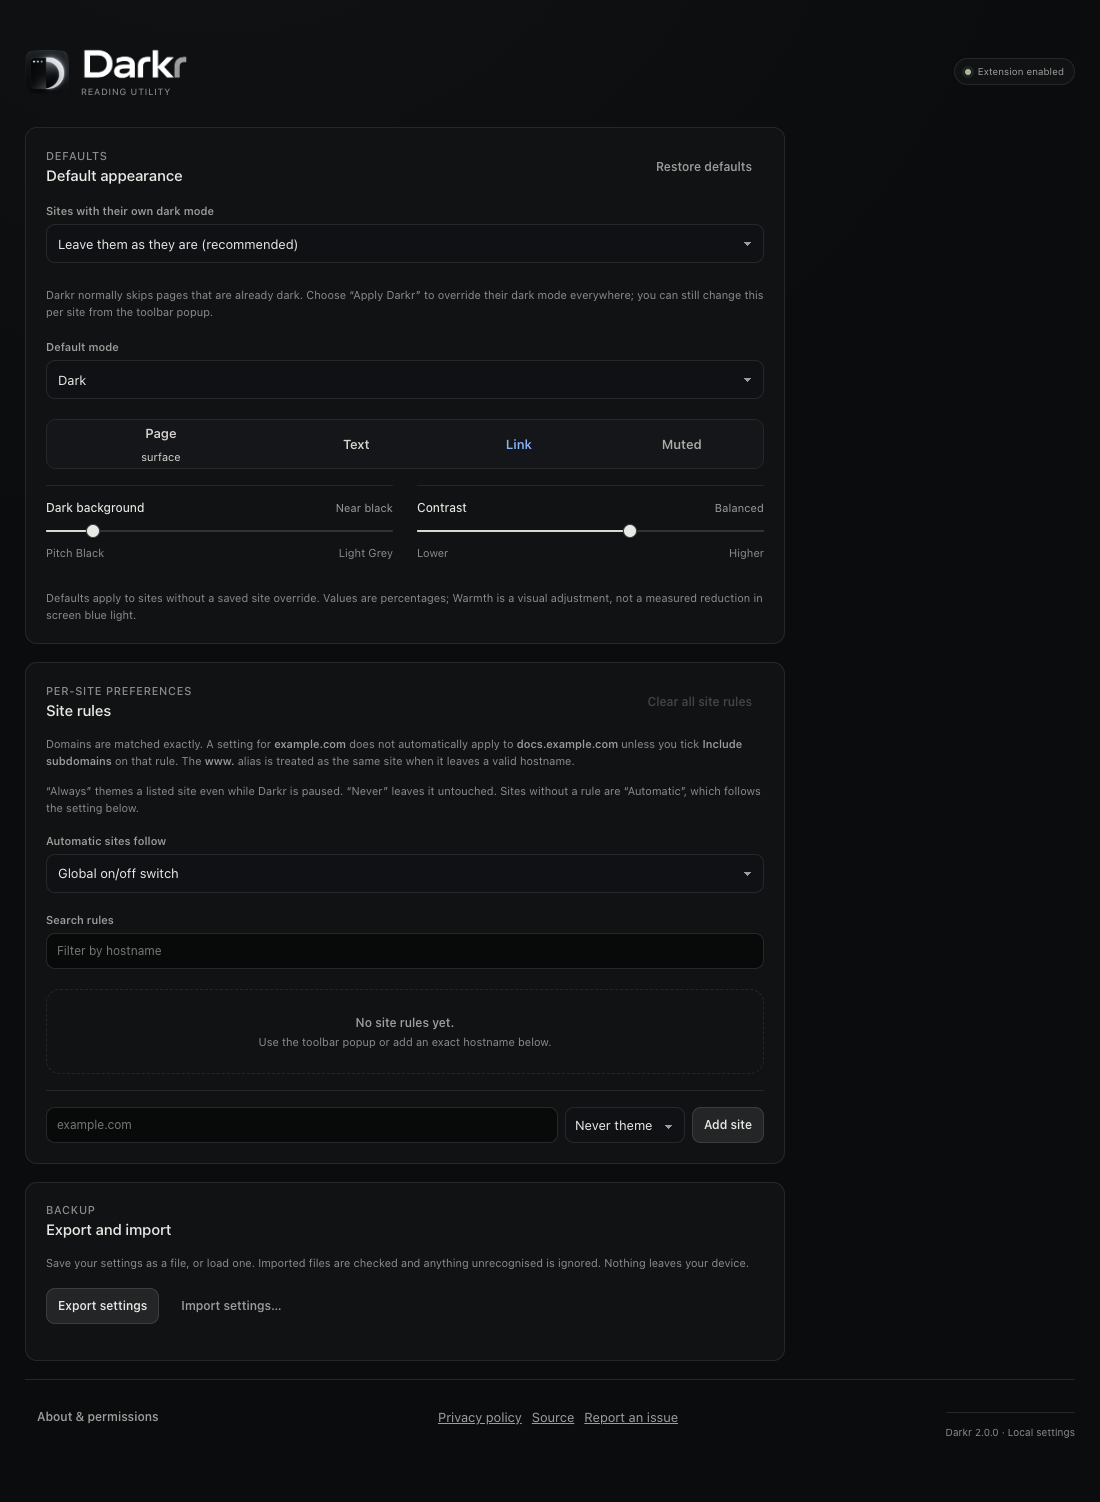 Darkr
READING UTILITY
Extension enabled
DEFAULTS
Default appearance
Restore defaults
Sites with their own dark mode
Leave them as they are (recommended)
Darkr normally skips pages that are already dark. Choose “Apply Darkr” to override their dark mode everywhere; you can still change this
per site from the toolbar popup.
Default mode
Dark
Page
surface
Text
Link
Muted
Dark background
Near black
Pitch Black
Light Grey
Contrast
Balanced
Lower
Higher
Defaults apply to sites without a saved site override. Values are percentages; Warmth is a visual adjustment, not a measured reduction in
screen blue light.
PER-SITE PREFERENCES
Site rules
Clear all site rules
Domains are matched exactly. A setting for example.com does not automatically apply to docs.example.com unless you tick Include
subdomains on that rule. The www. alias is treated as the same site when it leaves a valid hostname.
“Always” themes a listed site even while Darkr is paused. “Never” leaves it untouched. Sites without a rule are “Automatic”, which follows
the setting below.
Automatic sites follow
Global on/off switch
Search rules
Filter by hostname
No site rules yet.
Use the toolbar popup or add an exact hostname below.
example.com
Never theme
Add site
BACKUP
Export and import
Save your settings as a file, or load one. Imported files are checked and anything unrecognised is ignored. Nothing leaves your device.
Export settings
Import settings...
About & permissions
Privacy policy
Source
Report an issue
Darkr 2.0.0 · Local settings